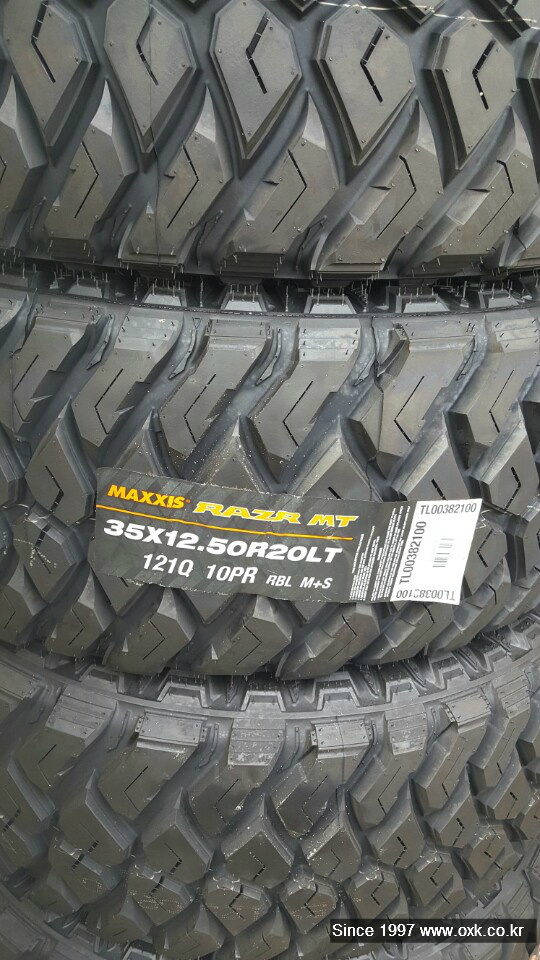 MAXXIS RAZR MT
35X12.50R20LT
121Q 10PR RBL M+S
TL00382100
TL00382100
TL00382100
Since 1997 www.oxk.co.kr